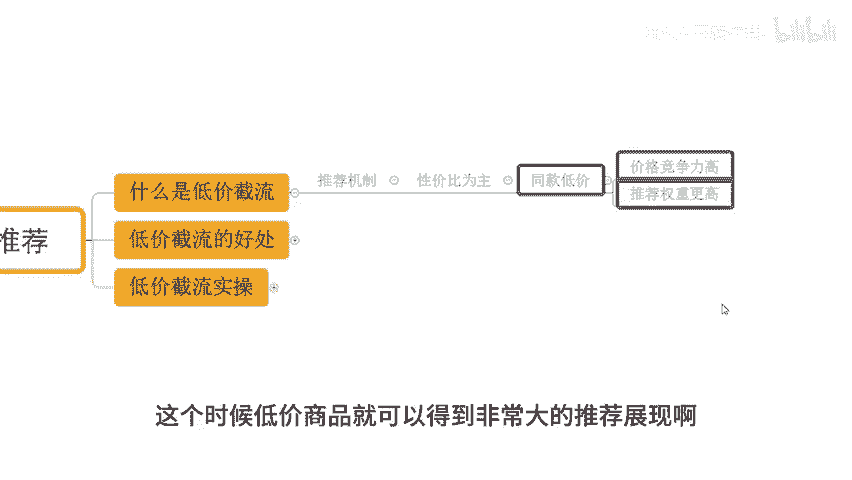 bilibili
推荐
什么是低价截流
推荐机制
性价比为主
同款低价
价格竞争力高
推荐权重更高
低价截流的好处
低价截流实操
这个时候低价商品就可以得到非常大的推荐展现啊